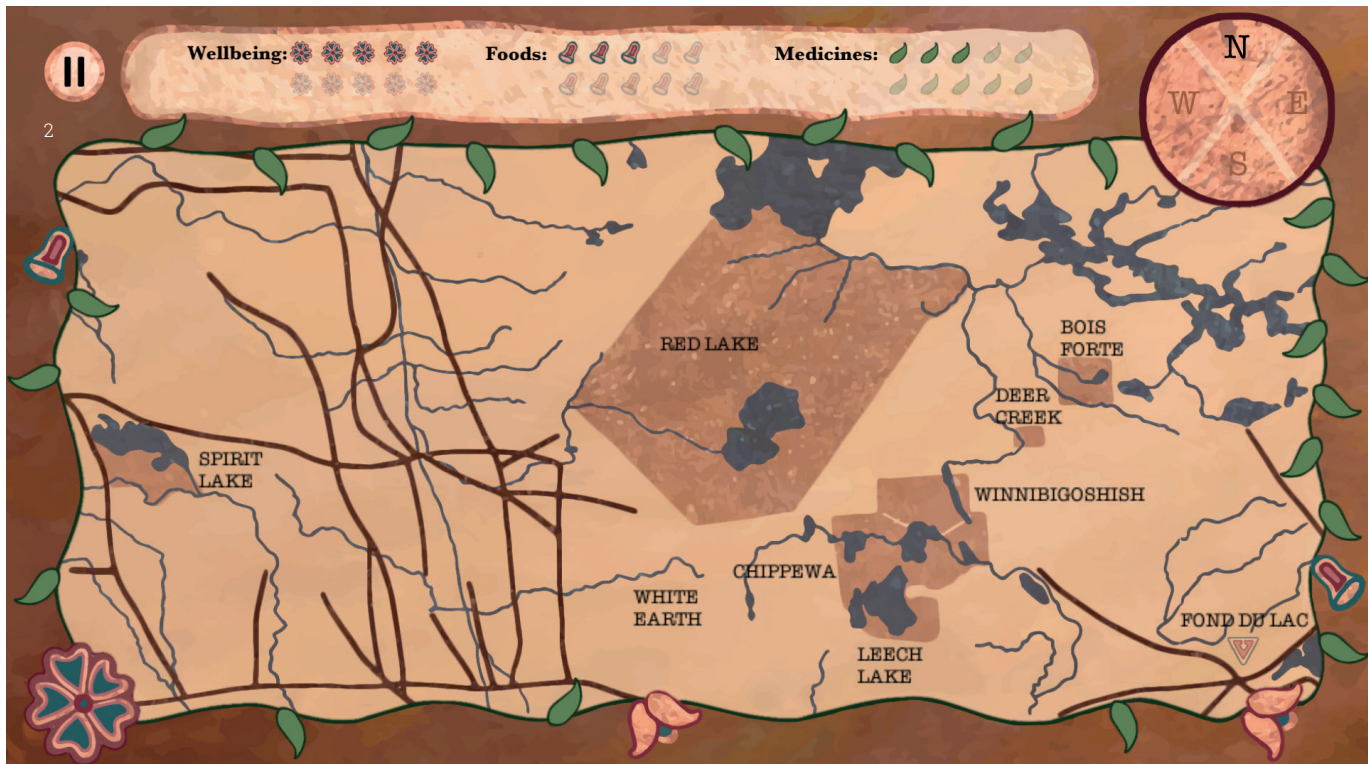 Wellbeing:
Foods:
Medicines:
N
W
E
S
2
RED LAKE
BOIS
FORTE
DEER
CREEK
SPIRIT
LAKE
WINNIBIGOSHISH
CHIPPEWA
WHITE
EARTH
FOND DU LAC
LEECH
LAKE